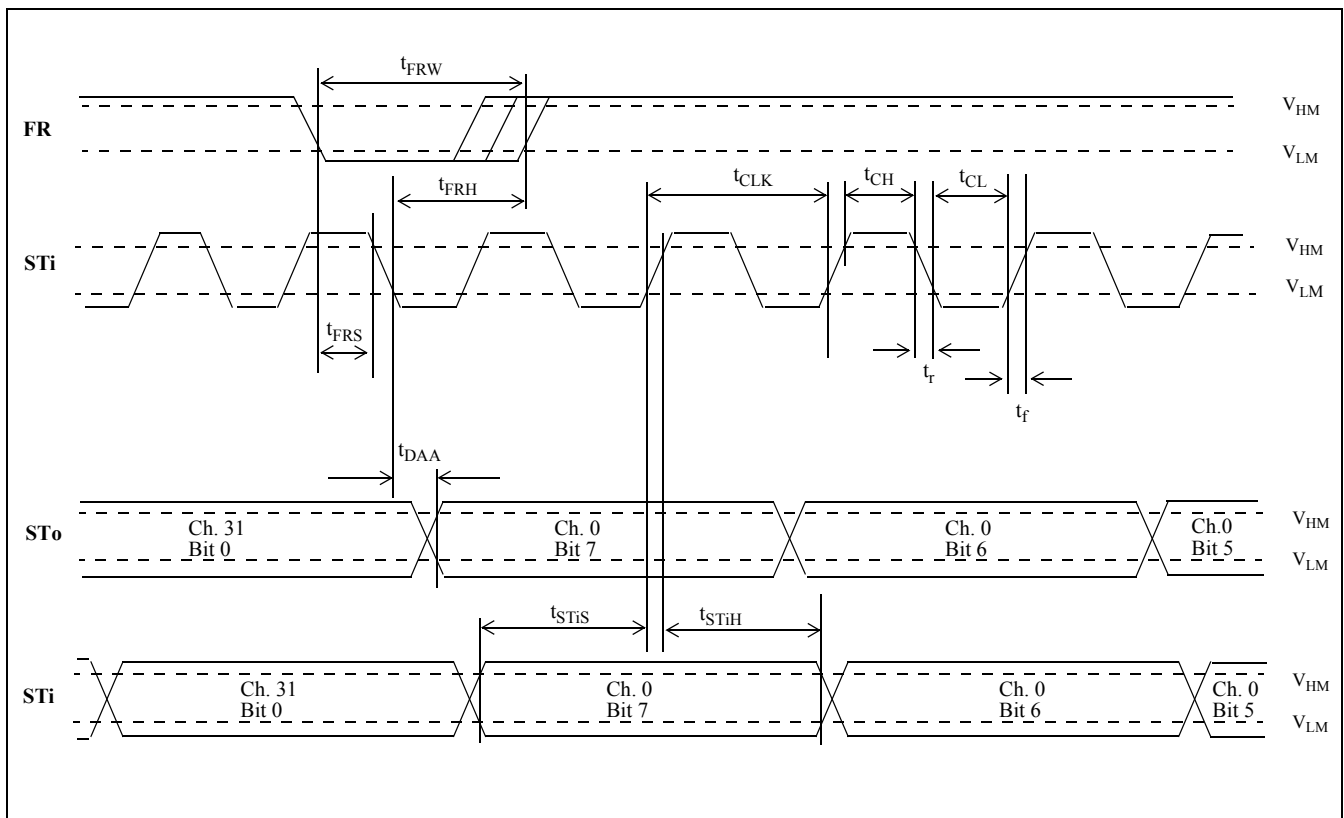 tFRW
FR
VHM
VLM
tFRH
tCLK
tCH
tCL
STi
VHM
VLM
tFRS
tr
tf
tDAA
STo
Ch. 31
Bit 0
Ch. 0
Bit 7
Ch. 0
Bit 6
Ch.0
Bit 5
VHM
VLM
tSTiS
tSTiH
STi
Ch. 31
Bit 0
Ch. 0
Bit 7
Ch. 0
Bit 6
Ch. 0
Bit 5
VHM
VLM